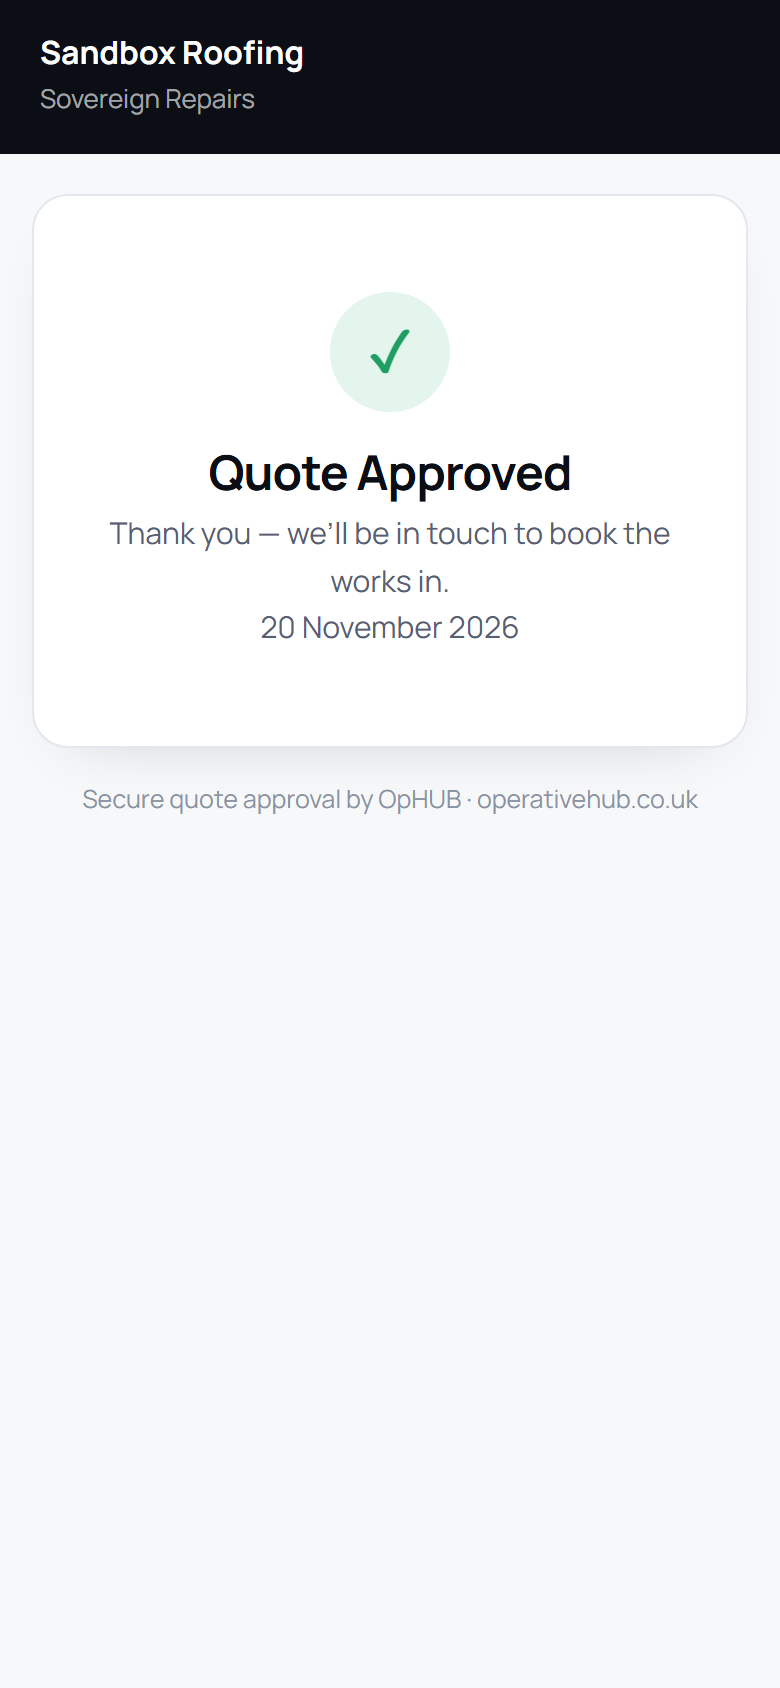 Sandbox Roofing
Sovereign Repairs
Quote Approved
Thank you — we’ll be in touch to book the
works in.
20 November 2026
Secure quote approval by OpHUB · operativehub.co.uk